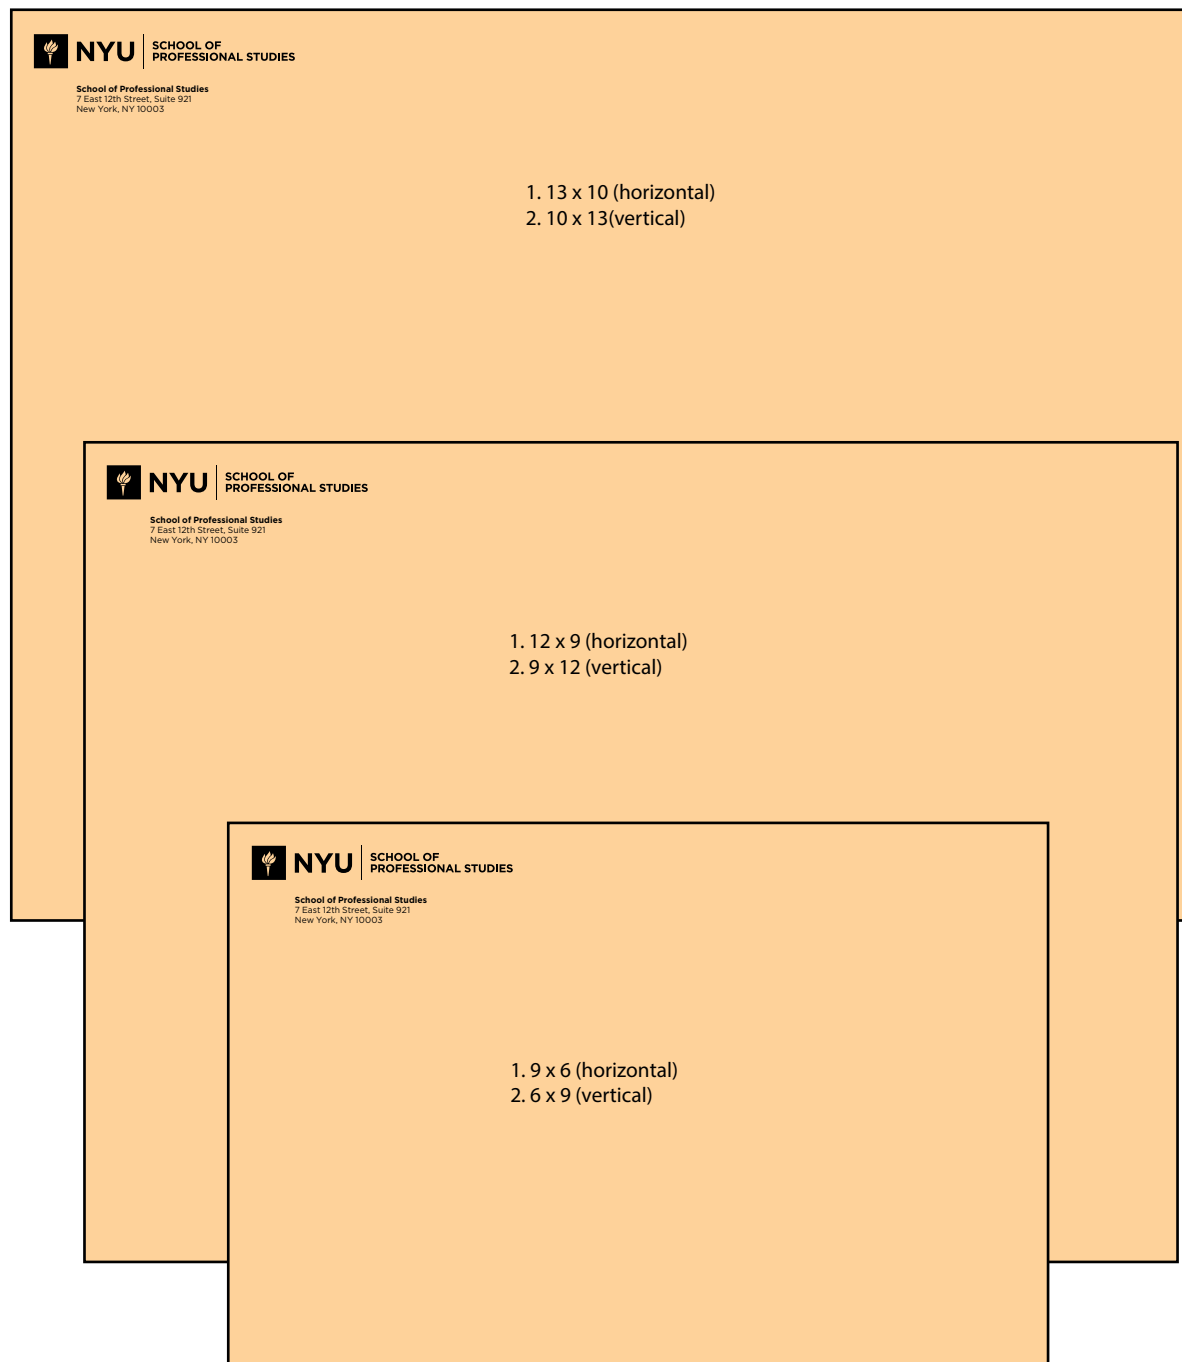 NYU
SCHOOL OF
PROFESSIONAL STUDIES
School of Professional Studies
7 East 12th Street, Suite 921
New York, NY 10003
1. 13 x 10 (horizontal)
2. 10 x 13(vertical)
NYU
SCHOOL OF
PROFESSIONAL STUDIES
School of Professional Studies
7 East 12th Street, Suite 921
New York, NY 10003
1. 12 x 9 (horizontal)
2. 9 x 12 (vertical)
NYU
SCHOOL OF
PROFESSIONAL STUDIES
School of Professional Studies
7 East 12th Street, Suite 921
New York, NY 10003
1. 9 x 6 (horizontal)
2. 6 x 9 (vertical)